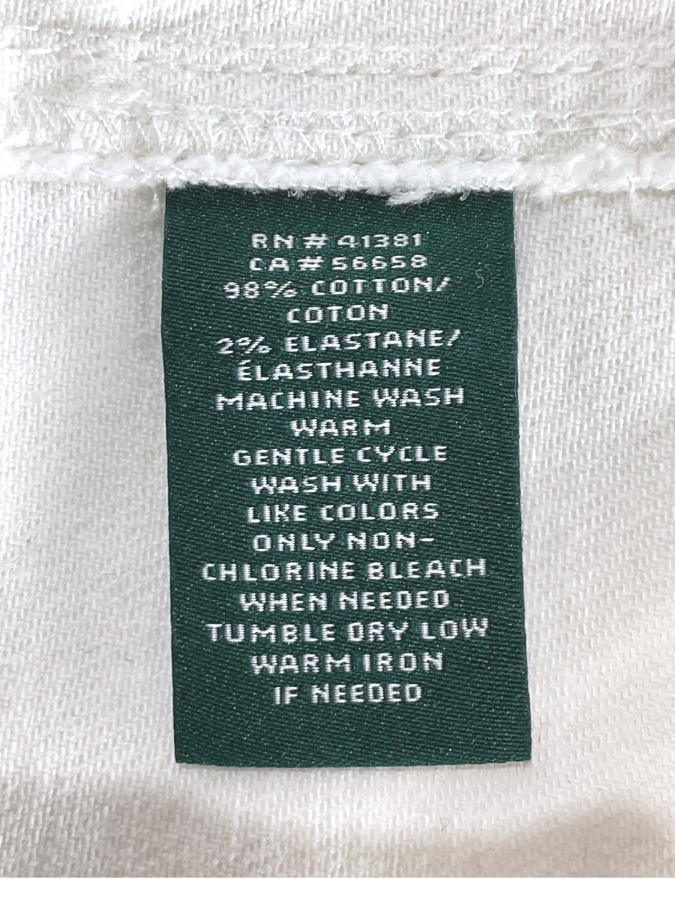 RN # 41381
CA # 56658
98% COTTON/
COTON
2% ELASTANE/
ÉLASTHANNE
MACHINE WASH
WARM
GENTLE CYCLE
WASH WITH
LIKE COLORS
ONLY NON-
CHLORINE BLEACH
WHEN NEEDED
TUMBLE DRY LOW
WARM IRON
IF NEEDED